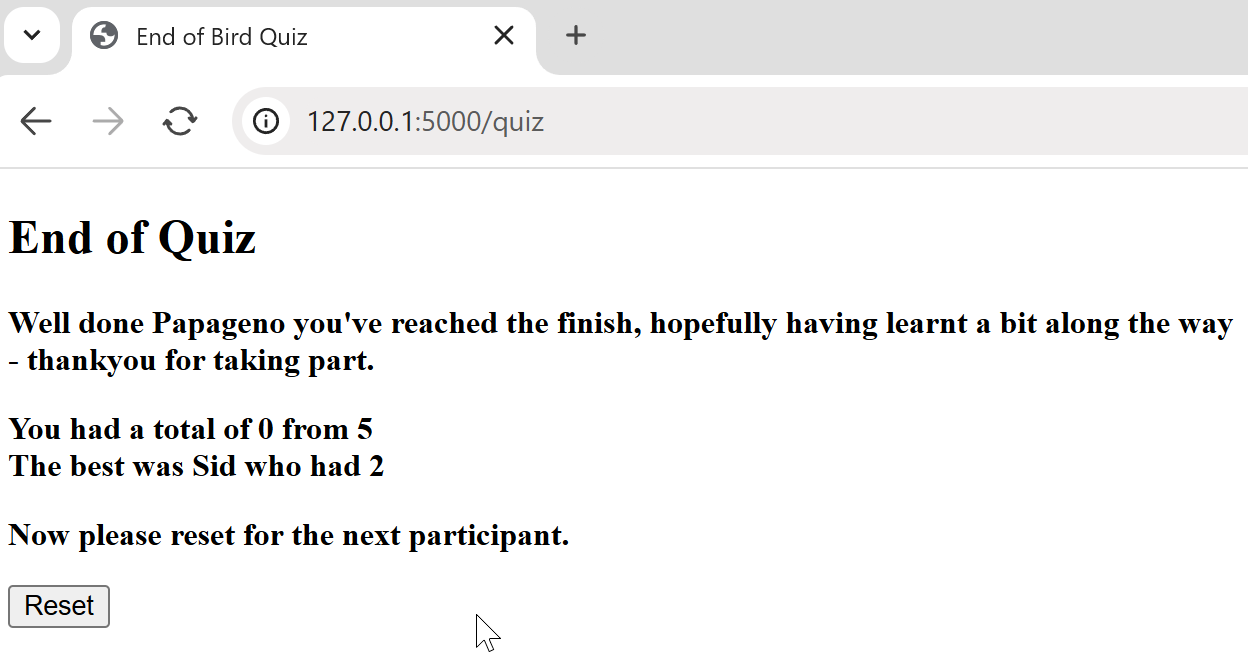 End of Bird Quiz
127.0.0.1:5000/quiz
End of Quiz
Well done Papageno you've reached the finish, hopefully having learnt a bit along the way
- thankyou for taking part.
You had a total of 0 from 5
The best was Sid who had 2
Now please reset for the next participant.
Reset